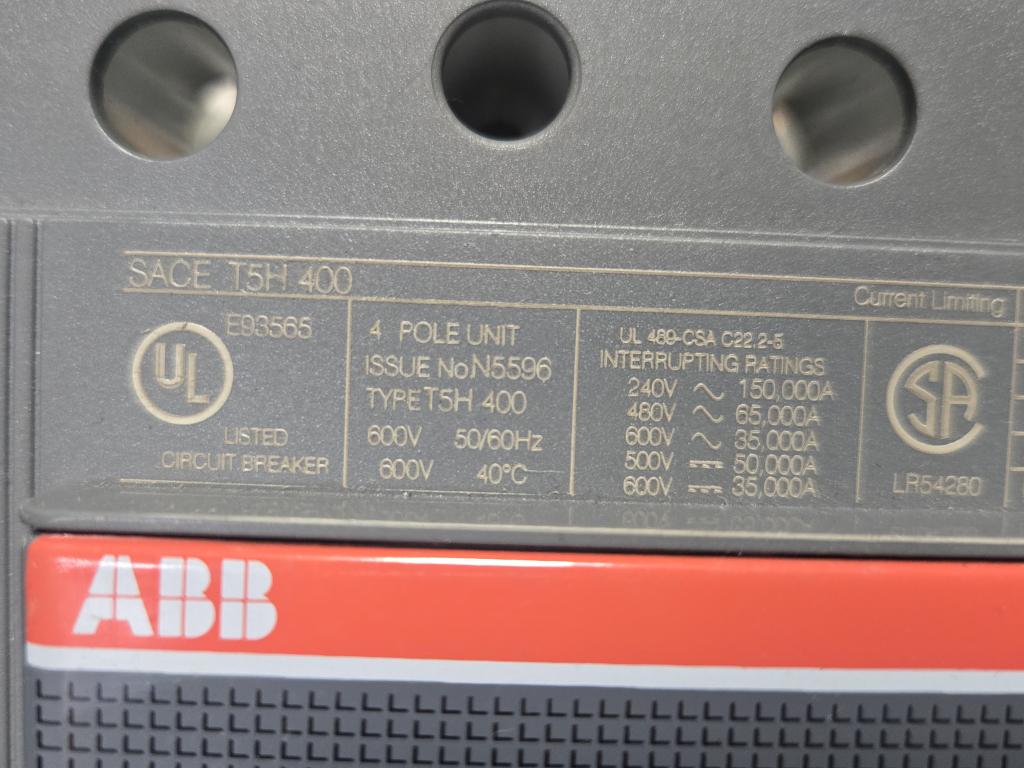 SACE T5H 400
Current Limiting
UL
E93565
LISTED
CIRCUIT BREAKER
4 POLE UNIT
ISSUE No.N5596
TYPE T5H 400
600V 50/60Hz
600V 40°C
UL 489-CSA C22.2-5
INTERRUPTING RATINGS
240V ~ 150,000A
480V ~ 65,000A
600V ~ 35,000A
500V ⎓ 50,000A
600V ⎓ 35,000A
SA
LR54280
ABB